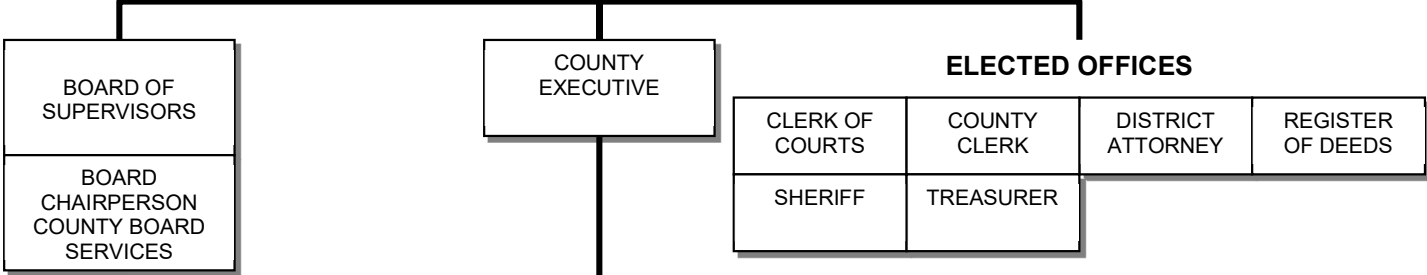 BOARD OF
SUPERVISORS
BOARD
CHAIRPERSON
COUNTY BOARD
SERVICES
COUNTY
EXECUTIVE
ELECTED OFFICES
CLERK OF
COURTS
COUNTY
CLERK
DISTRICT
ATTORNEY
REGISTER
OF DEEDS
SHERIFF
TREASURER